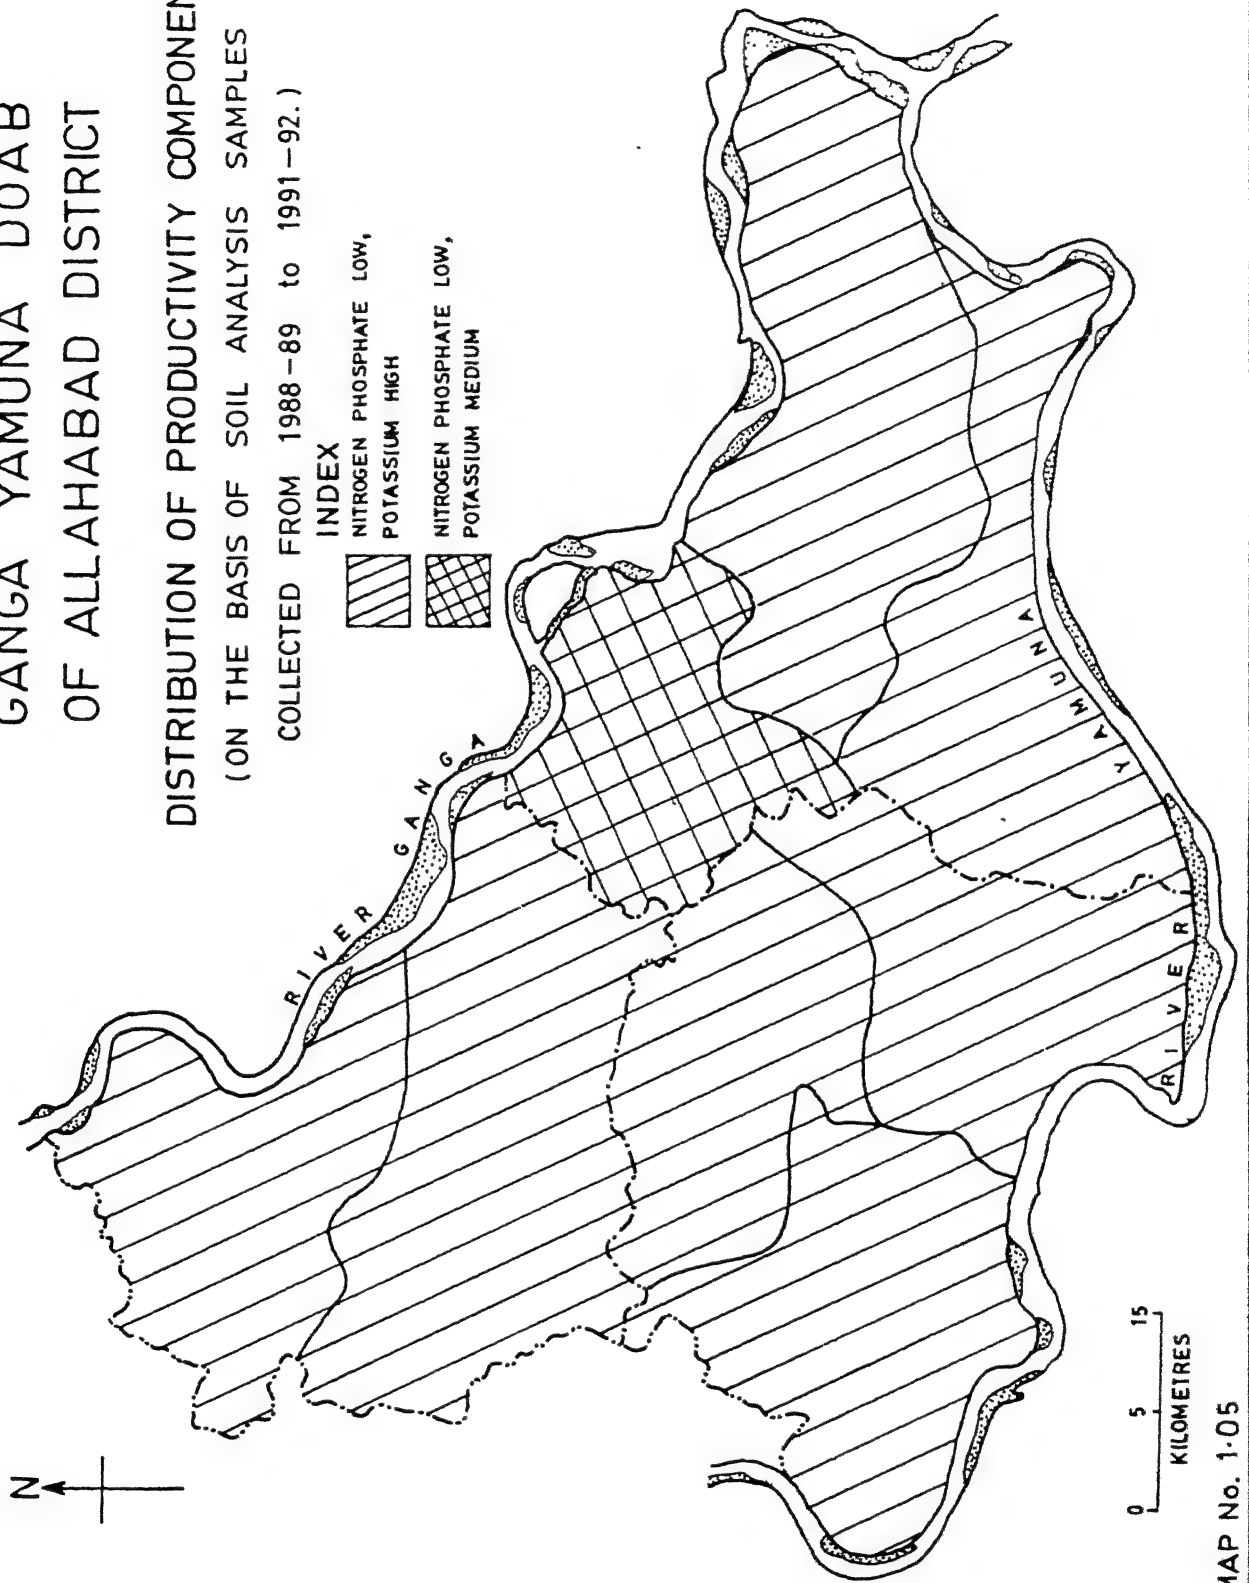 GANGA YAMUNA DOAB
OF ALLAHABAD DISTRICT
DISTRIBUTION OF PRODUCTIVITY COMPONEN
(ON THE BASIS OF SOIL ANALYSIS SAMPLES
COLLECTED FROM 1988-89 to 1991-92.)
INDEX
NITROGEN PHOSPHATE LOW,
POTASSIUM HIGH
NITROGEN PHOSPHATE LOW,
POTASSIUM MEDIUM
N
RIVER GANGA
RIVER YAMUNA
0 5 15
KILOMETRES
MAP No. 1.05